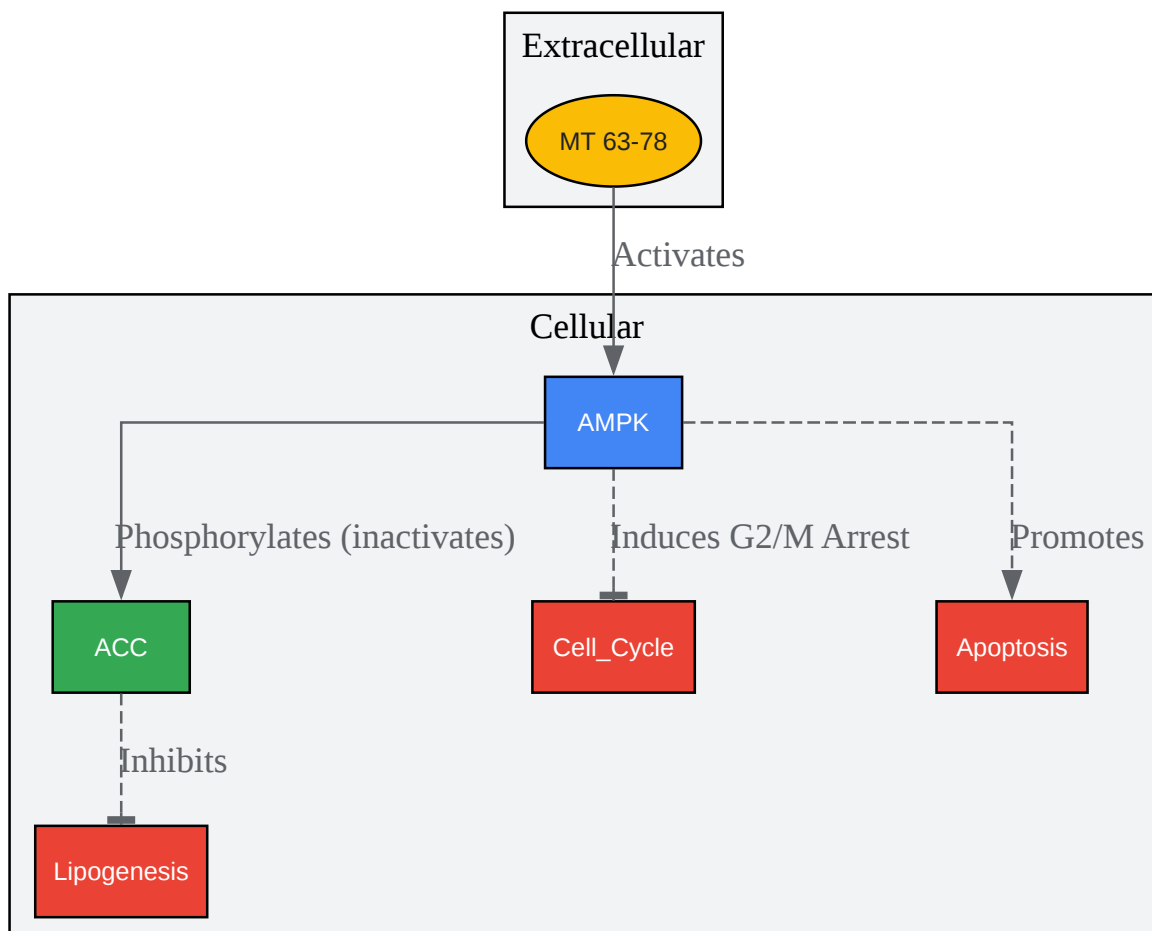 Extracellular
MT 63-78
Activates
Cellular
AMPK
Phosphorylates (inactivates)
Induces G2/M Arrest
Promotes
ACC
Cell_Cycle
Apoptosis
Inhibits
Lipogenesis